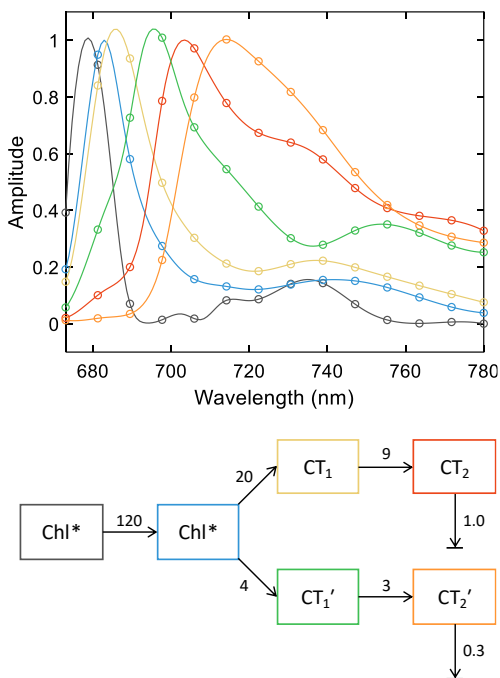 1
0.8
0.6
0.4
0.2
0
Amplitude
680 700 720 740 760 780
Wavelength (nm)
20 CT₁ 9 CT₂
Chl* 120 Chl* 1.0
4 CT₁′ 3 CT₂′
0.3